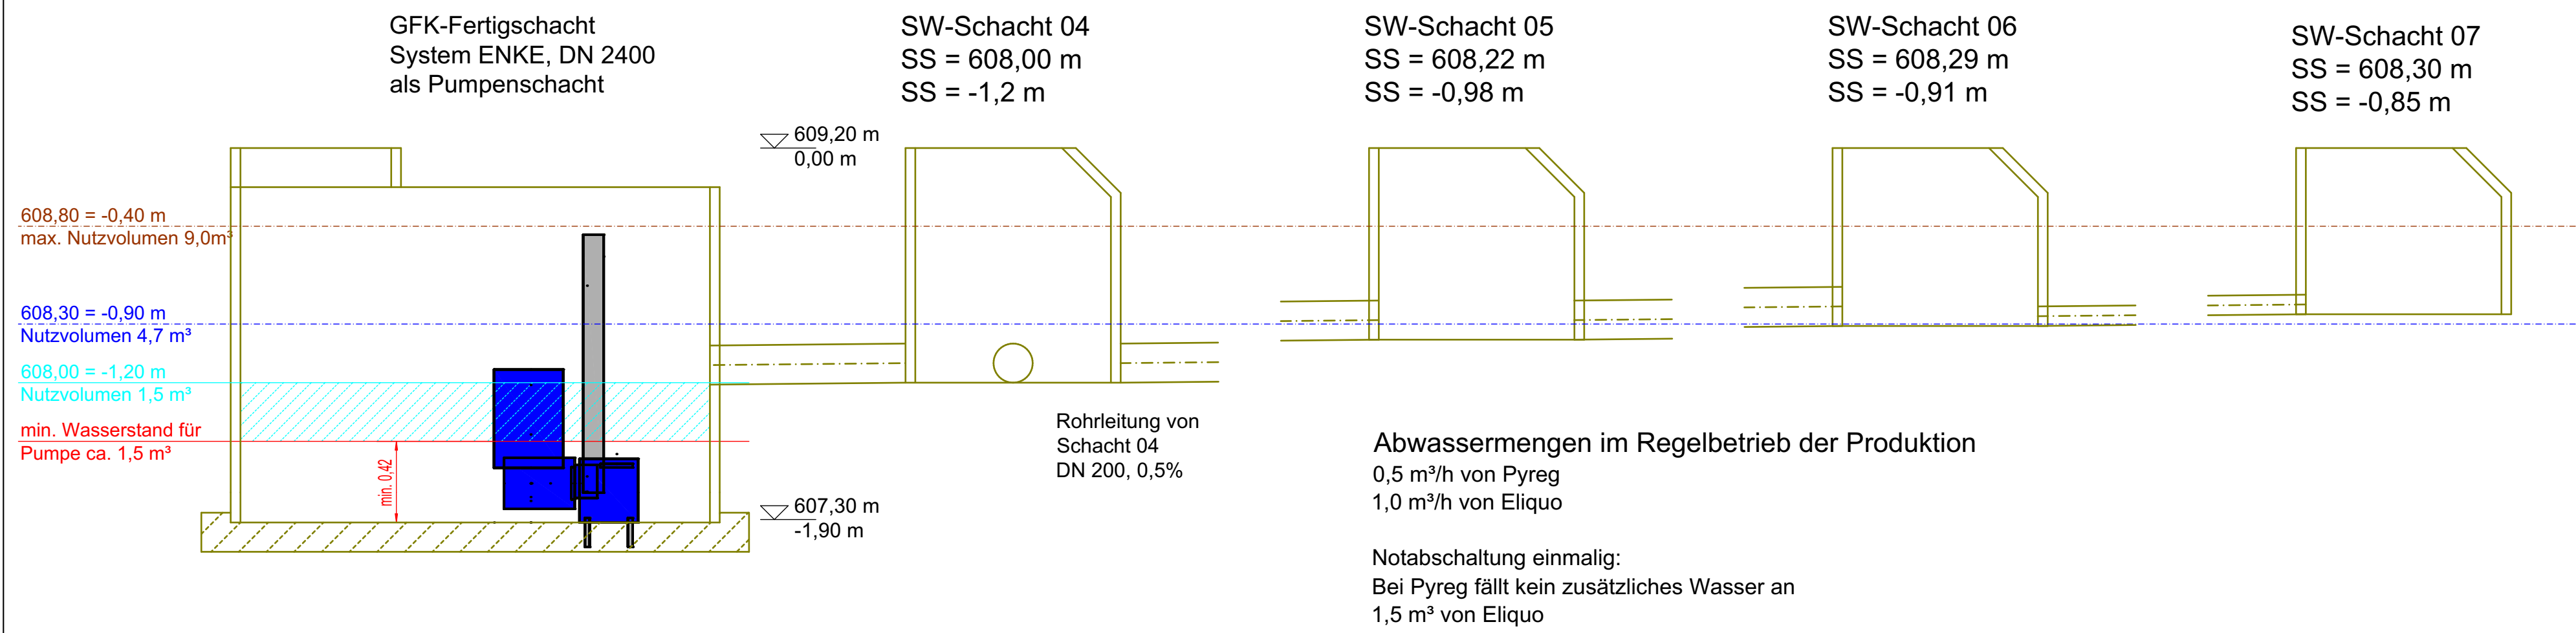 GFK-Fertigschacht
System ENKE, DN 2400
als Pumpenschacht
SW-Schacht 04
SS = 608,00 m
SS = -1,2 m
SW-Schacht 05
SS = 608,22 m
SS = -0,98 m
SW-Schacht 06
SS = 608,29 m
SS = -0,91 m
SW-Schacht 07
SS = 608,30 m
SS = -0,85 m
609,20 m
0,00 m
608,80 = -0,40 m
max. Nutzvolumen 9,0m³
608,30 = -0,90 m
Nutzvolumen 4,7 m³
608,00 = -1,20 m
Nutzvolumen 1,5 m³
min. Wasserstand für
Pumpe ca. 1,5 m³
min. 0,42
607,30 m
-1,90 m
Rohrleitung von
Schacht 04
DN 200, 0,5%
Abwassermengen im Regelbetrieb der Produktion
0,5 m³/h von Pyreg
1,0 m³/h von Eliquo
Notabschaltung einmalig:
Bei Pyreg fällt kein zusätzliches Wasser an
1,5 m³ von Eliquo